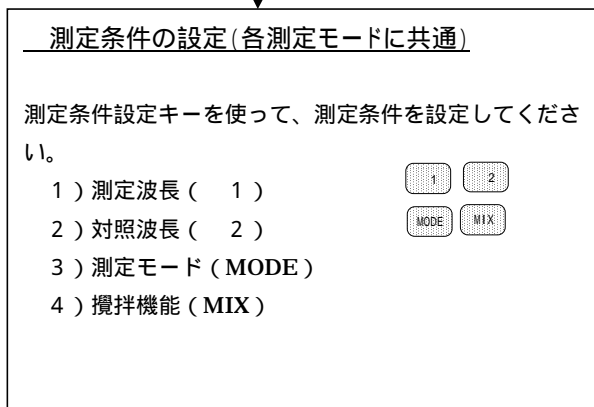 測定条件の設定(各測定モードに共通)
測定条件設定キーを使って、測定条件を設定してくださ
い。
1)測定波長(　1)
2)対照波長(　2)
3)測定モード(MODE)
4)攪拌機能(MIX)
1 2
MODE MIX